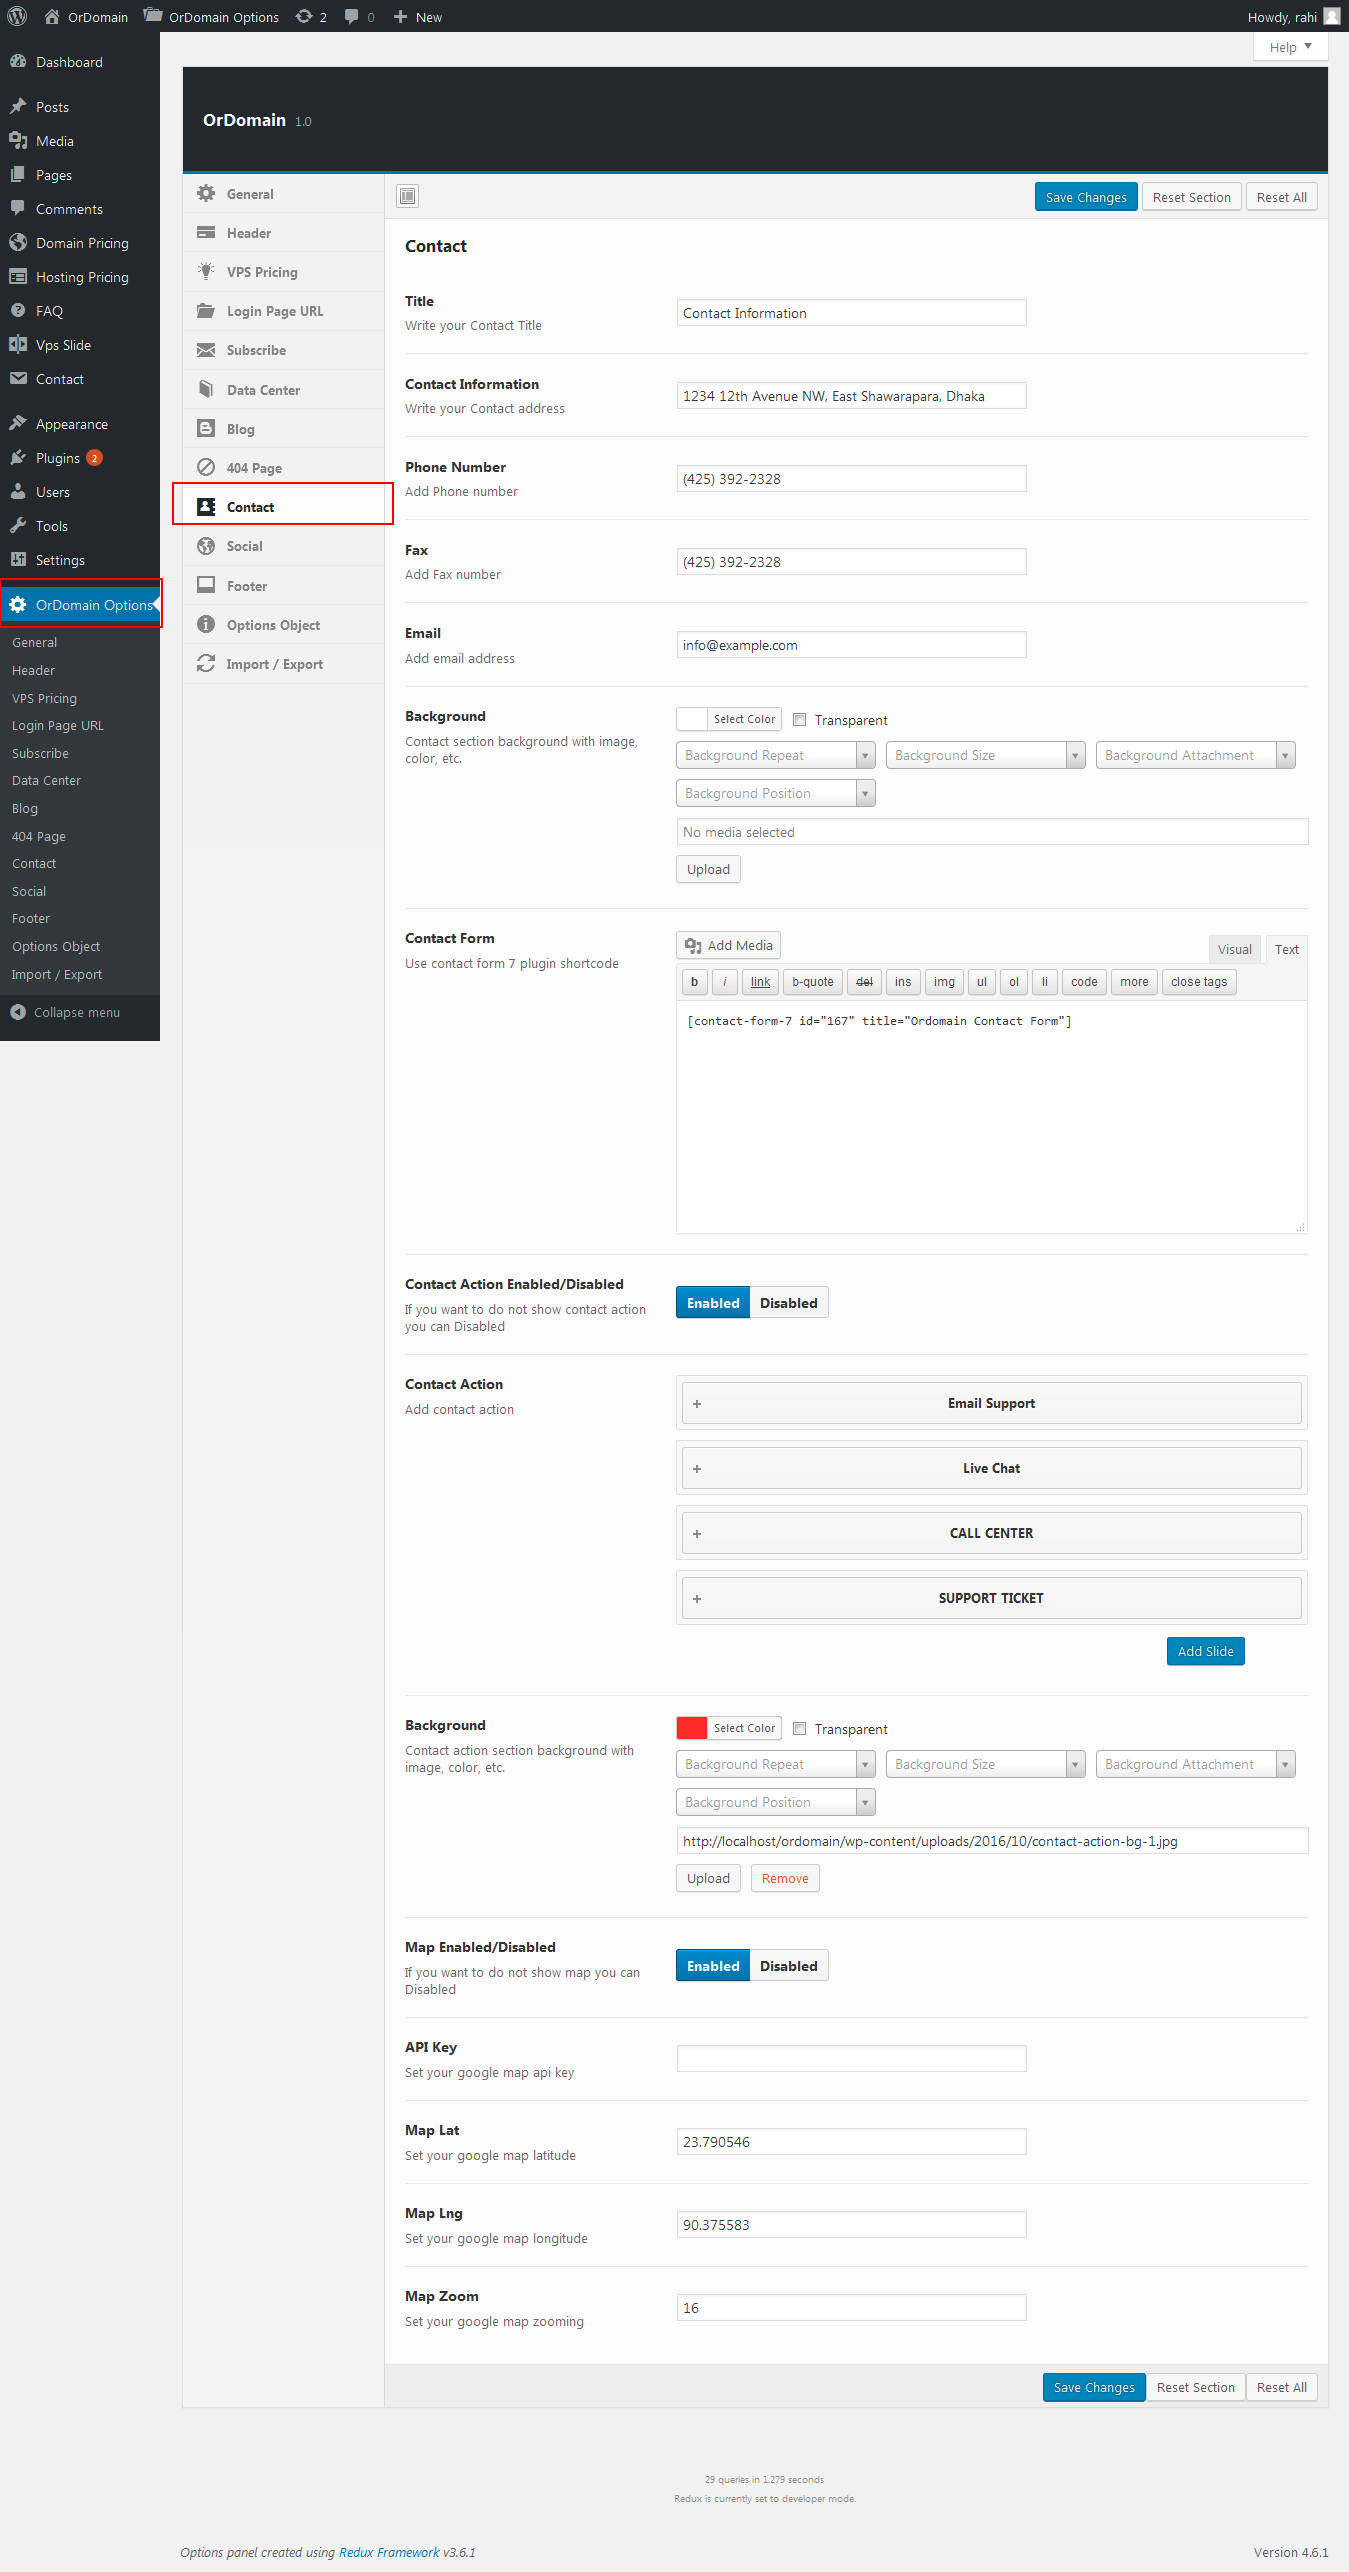 OrDomain
OrDomain Options
2
0
New
Howdy, rahi
Help
Dashboard
Posts
Media
Pages
Comments
Domain Pricing
Hosting Pricing
FAQ
Vps Slide
Contact
Appearance
Plugins 2
Users
Tools
Settings
OrDomain Options
General
Header
VPS Pricing
Login Page URL
Subscribe
Data Center
Blog
404 Page
Contact
Social
Footer
Options Object
Import / Export
Collapse menu
OrDomain 1.0
General
Header
VPS Pricing
Login Page URL
Subscribe
Data Center
Blog
404 Page
Contact
Social
Footer
Options Object
Import / Export
Save Changes
Reset Section
Reset All
Contact
Title
Write your Contact Title
Contact Information
Contact Information
Write your Contact address
1234 12th Avenue NW, East Shawarapara, Dhaka
Phone Number
Add Phone number
(425) 392-2328
Fax
Add Fax number
(425) 392-2328
Email
Add email address
info@example.com
Background
Contact section background with image,
color, etc.
Select Color
Transparent
Background Repeat
Background Size
Background Attachment
Background Position
No media selected
Upload
Contact Form
Use contact form 7 plugin shortcode
Add Media
Visual
Text
b
i
link
b-quote
del
ins
img
ul
ol
li
code
more
close tags
[contact-form-7 id="167" title="Ordomain Contact Form"]
Contact Action Enabled/Disabled
If you want to do not show contact action
you can Disabled
Enabled
Disabled
Contact Action
Add contact action
+ Email Support
+ Live Chat
+ CALL CENTER
+ SUPPORT TICKET
Add Slide
Background
Contact action section background with
image, color, etc.
Select Color
Transparent
Background Repeat
Background Size
Background Attachment
Background Position
http://localhost/ordomain/wp-content/uploads/2016/10/contact-action-bg-1.jpg
Upload
Remove
Map Enabled/Disabled
If you want to do not show map you can
Disabled
Enabled
Disabled
API Key
Set your google map api key
Map Lat
Set your google map latitude
23.790546
Map Lng
Set your google map longitude
90.375583
Map Zoom
Set your google map zooming
16
Save Changes
Reset Section
Reset All
29 queries in 1.279 seconds
Redux is currently set to developer mode.
Options panel created using Redux Framework v3.6.1
Version 4.6.1